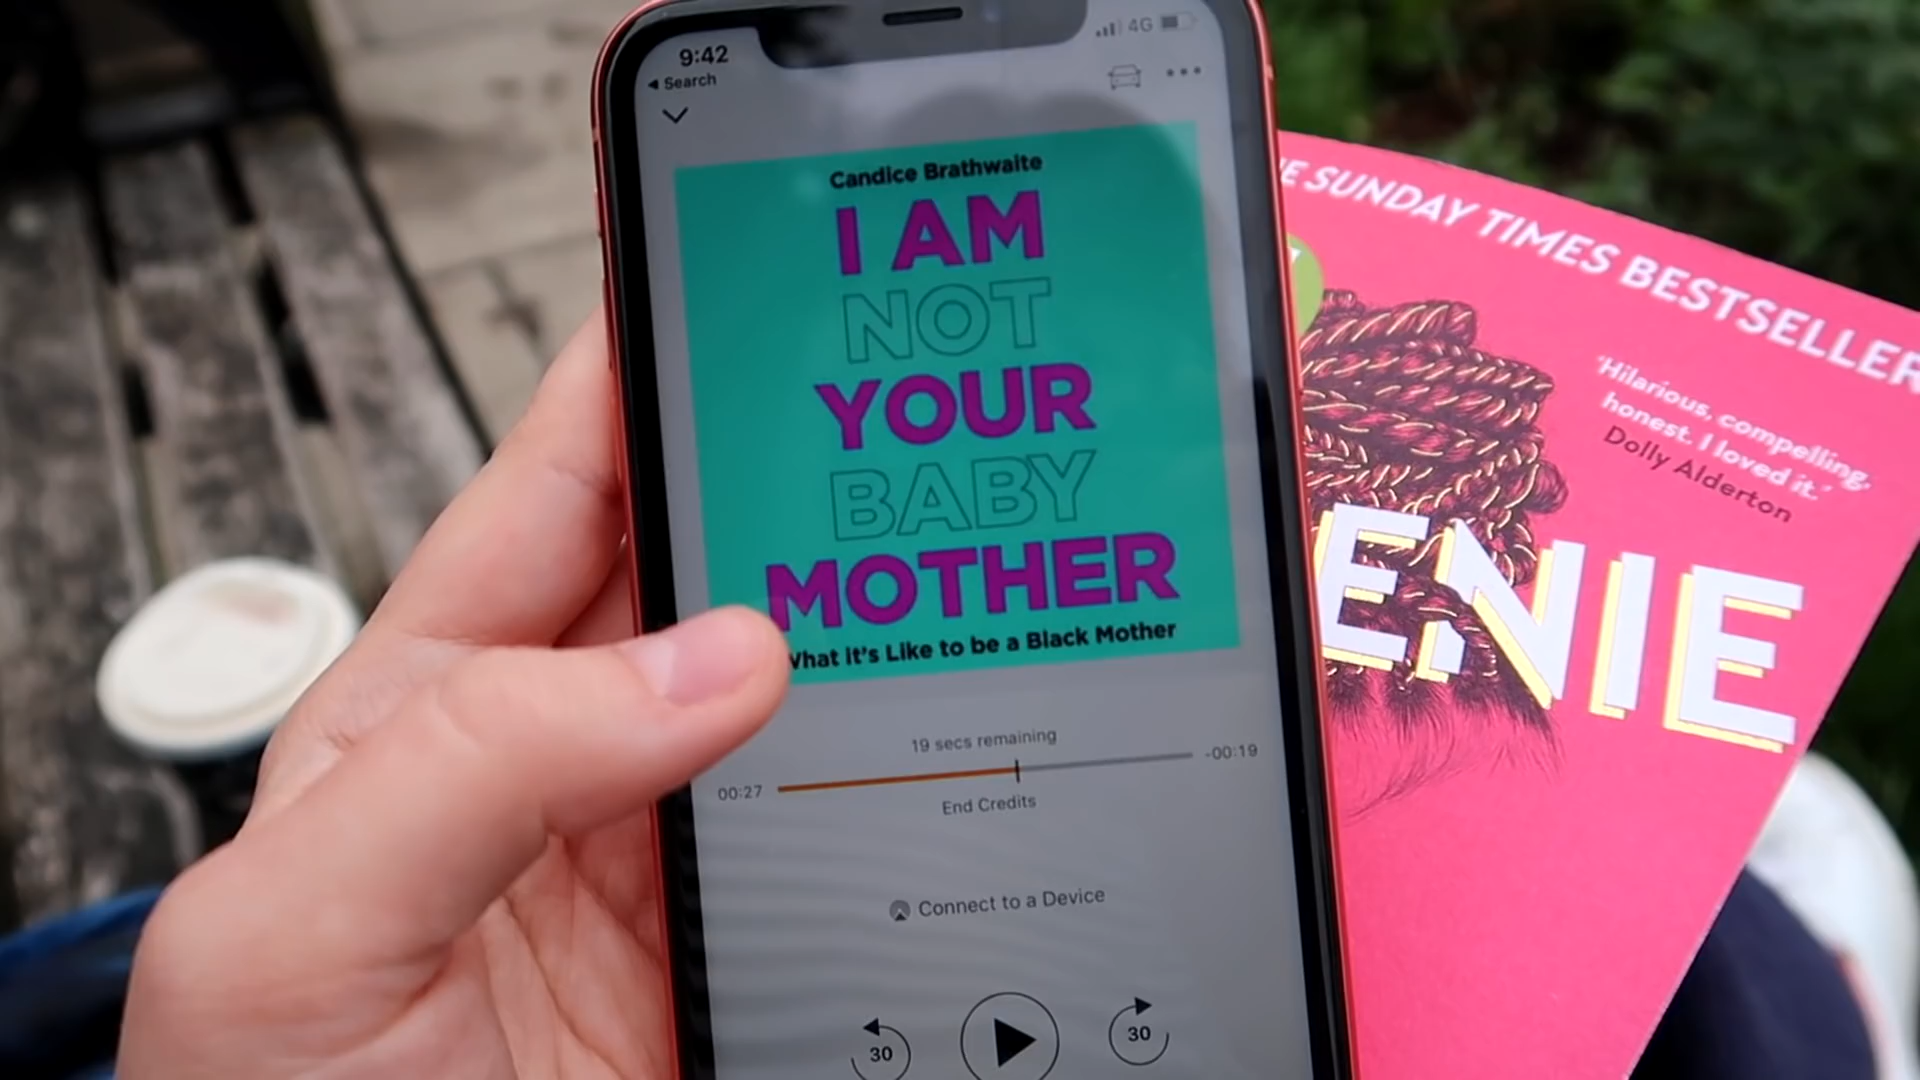 9:42
4G
Search
Candice Brathwaite
I AM
NOT
YOUR
BABY
MOTHER
What it's Like to be a Black Mother
19 secs remaining
00:27
-00:19
End Credits
Connect to a Device
30
30
SUNDAY TIMES BESTSELLER
'Hilarious, compelling,
honest. I loved it.'
Dolly Alderton
ENIE